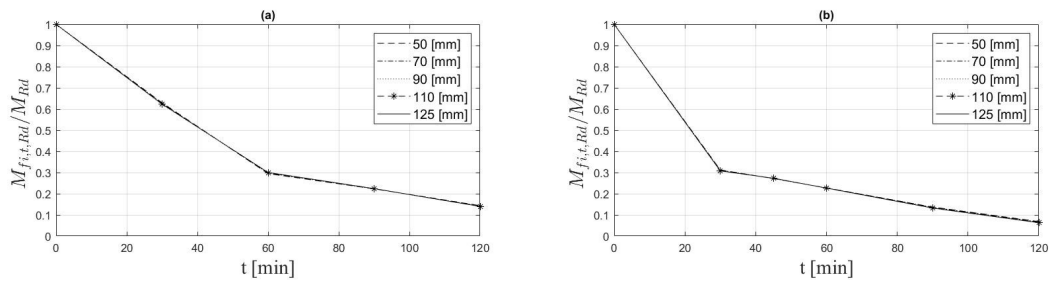 (a)
M_{fi,t,Rd}/M_{Rd}
1
0.9
0.8
0.7
0.6
0.5
0.4
0.3
0.2
0.1
0
0 20 40 60 80 100 120
t [min]
50 [mm]
70 [mm]
90 [mm]
110 [mm]
125 [mm]
(b)
M_{fi,t,Rd}/M_{Rd}
1
0.9
0.8
0.7
0.6
0.5
0.4
0.3
0.2
0.1
0
0 20 40 60 80 100 120
t [min]
50 [mm]
70 [mm]
90 [mm]
110 [mm]
125 [mm]